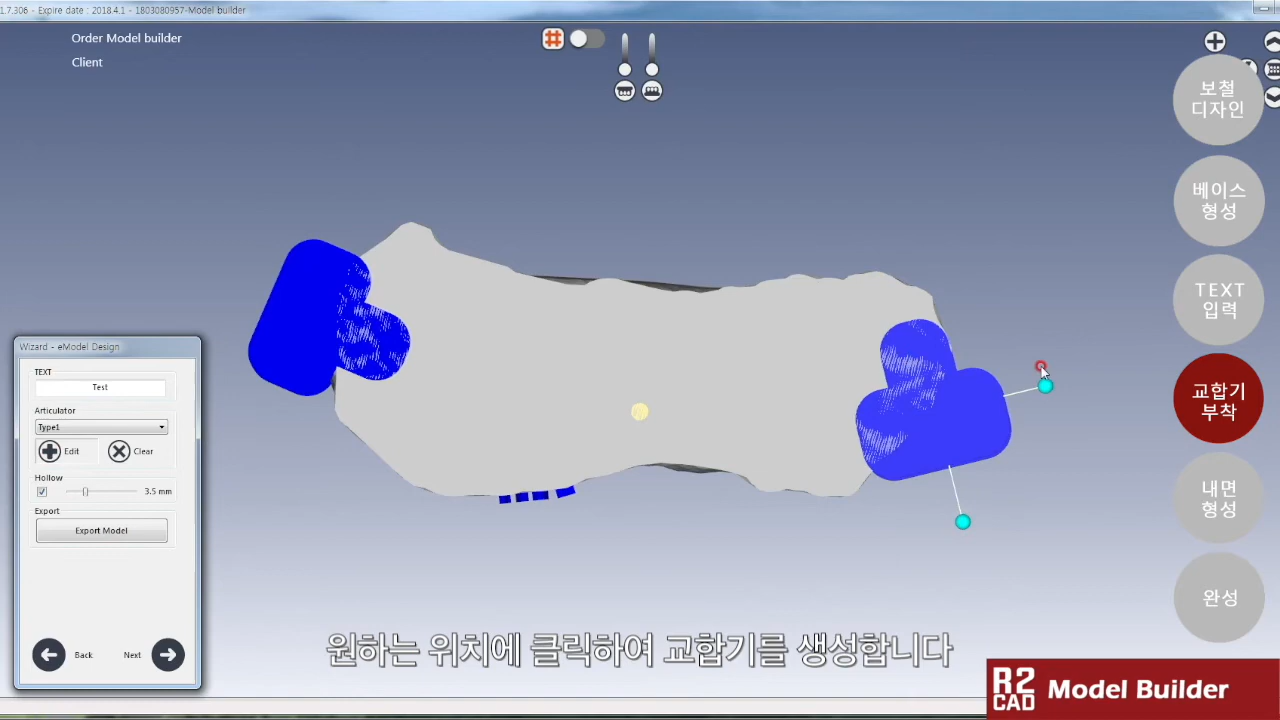 1.7.306 - Expire date : 2018.4.1 - 1803080957-Model builder
Order Model builder
Client
보철
디자인
베이스
형성
TEXT
입력
교합기
부착
내면
형성
완성
Wizard - eModel Design
TEXT
Test
Articulator
Type1
Edit
Clear
Hollow
3.5 mm
Export
Export Model
Back
Next
원하는 위치에 클릭하여 교합기를 생성합니다
R2
CAD
Model Builder